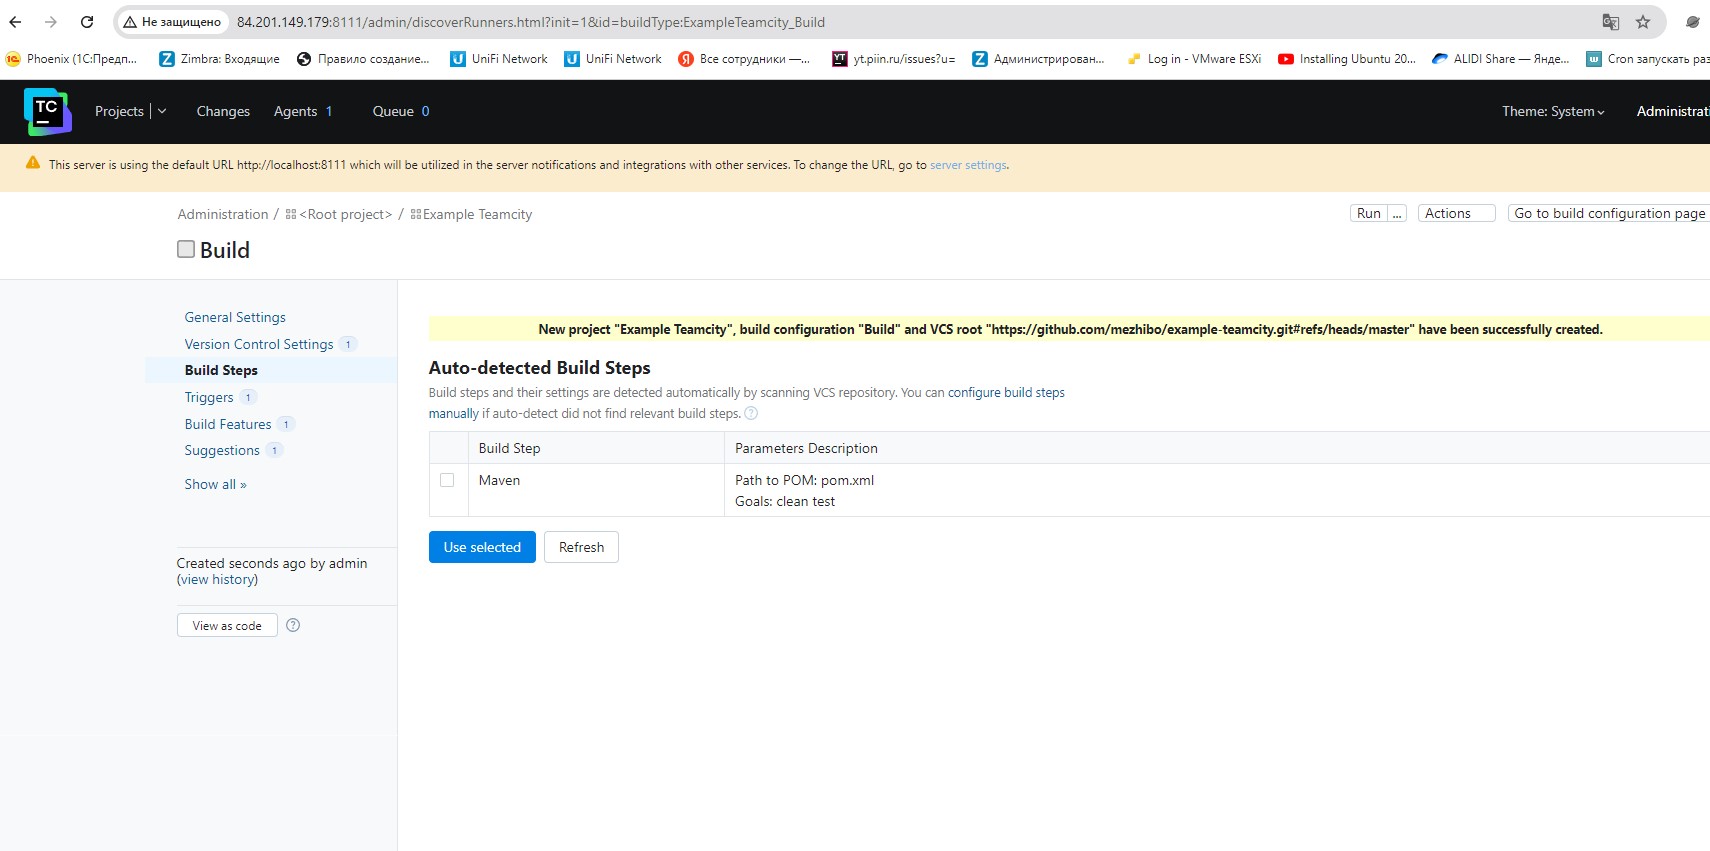 Не защищено 84.201.149.179:8111/admin/discoverRunners.html?init=1&id=buildType:ExampleTeamcity_Build
Phoenix (1С:Предп... Zimbra: Входящие Правило создание... UniFi Network UniFi Network Все сотрудники —... yt.piin.ru/issues?u= Администрирован... Log in - VMware ESXi Installing Ubuntu 20... ALIDI Share — Янде... Cron запускать раз
TC Projects Changes Agents 1 Queue 0 Theme: System Administrati
This server is using the default URL http://localhost:8111 which will be utilized in the server notifications and integrations with other services. To change the URL, go to server settings.
Administration / <Root project> / Example Teamcity Run ... Actions Go to build configuration page
Build
General Settings
Version Control Settings 1
Build Steps
Triggers 1
Build Features 1
Suggestions 1
Show all »
Created seconds ago by admin
(view history)
View as code ?
New project "Example Teamcity", build configuration "Build" and VCS root "https://github.com/mezhibo/example-teamcity.git#refs/heads/master" have been successfully created.
Auto-detected Build Steps
Build steps and their settings are detected automatically by scanning VCS repository. You can configure build steps
manually if auto-detect did not find relevant build steps. ?
Build Step Parameters Description
Maven Path to POM: pom.xml
Goals: clean test
Use selected Refresh